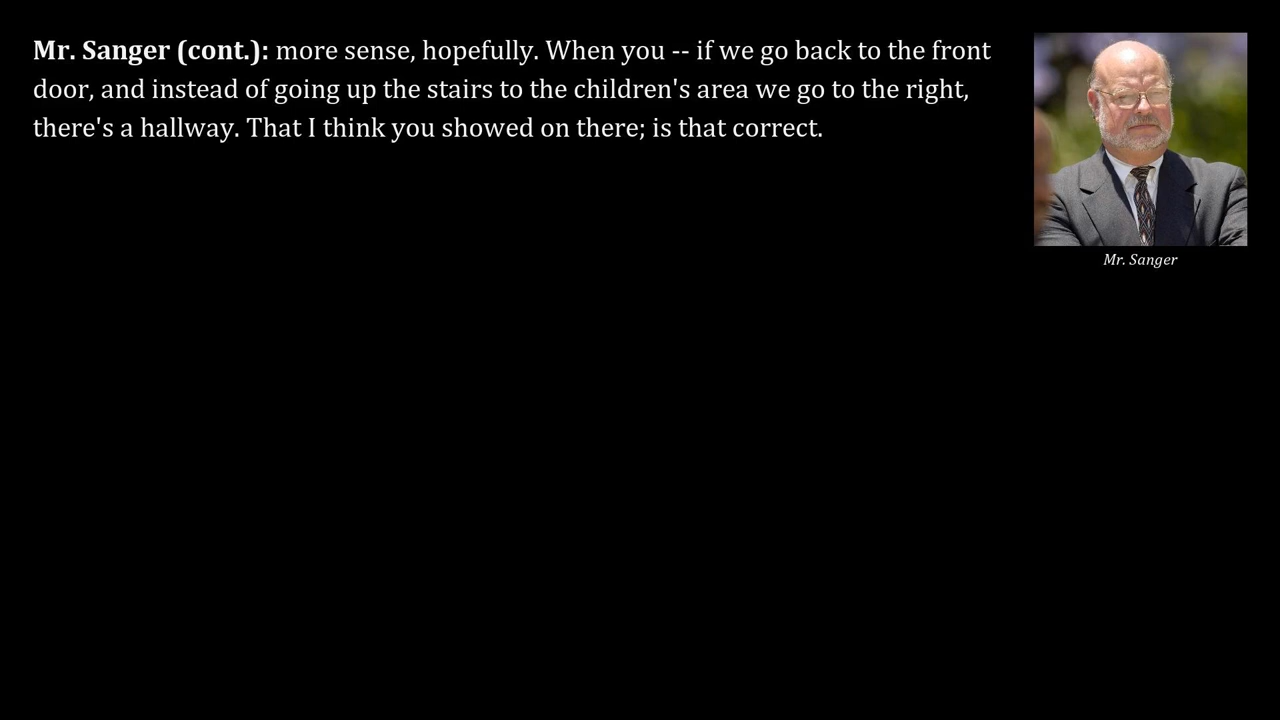 Mr. Sanger (cont.): more sense, hopefully. When you -- if we go back to the front
door, and instead of going up the stairs to the children's area we go to the right,
there's a hallway. That I think you showed on there; is that correct.
Mr. Sanger